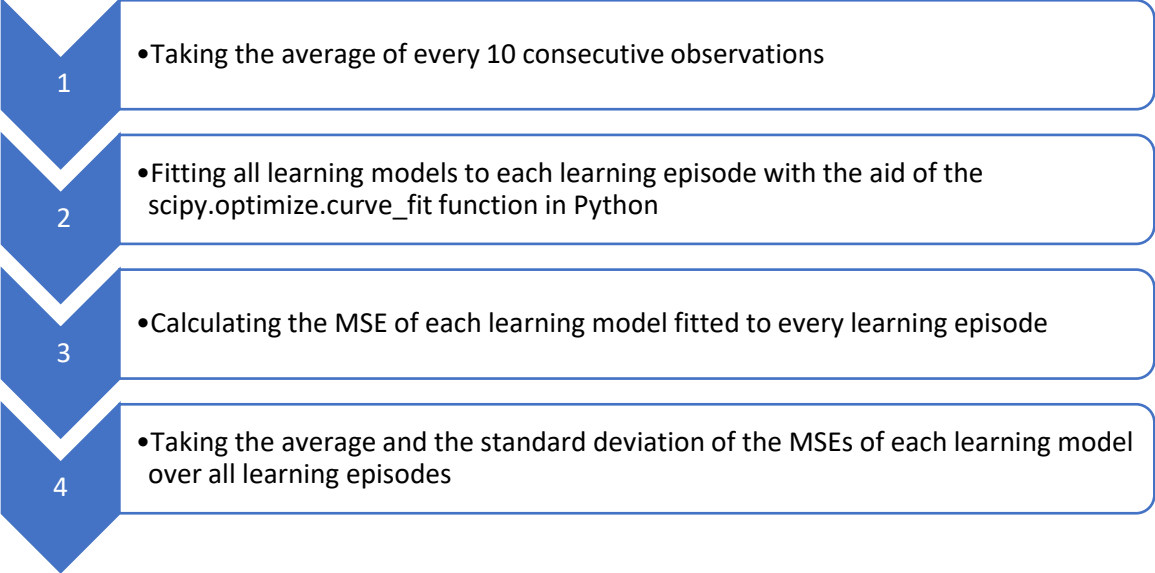 1
•Taking the average of every 10 consecutive observations
2
•Fitting all learning models to each learning episode with the aid of the
scipy.optimize.curve_fit function in Python
3
•Calculating the MSE of each learning model fitted to every learning episode
4
•Taking the average and the standard deviation of the MSEs of each learning model
over all learning episodes